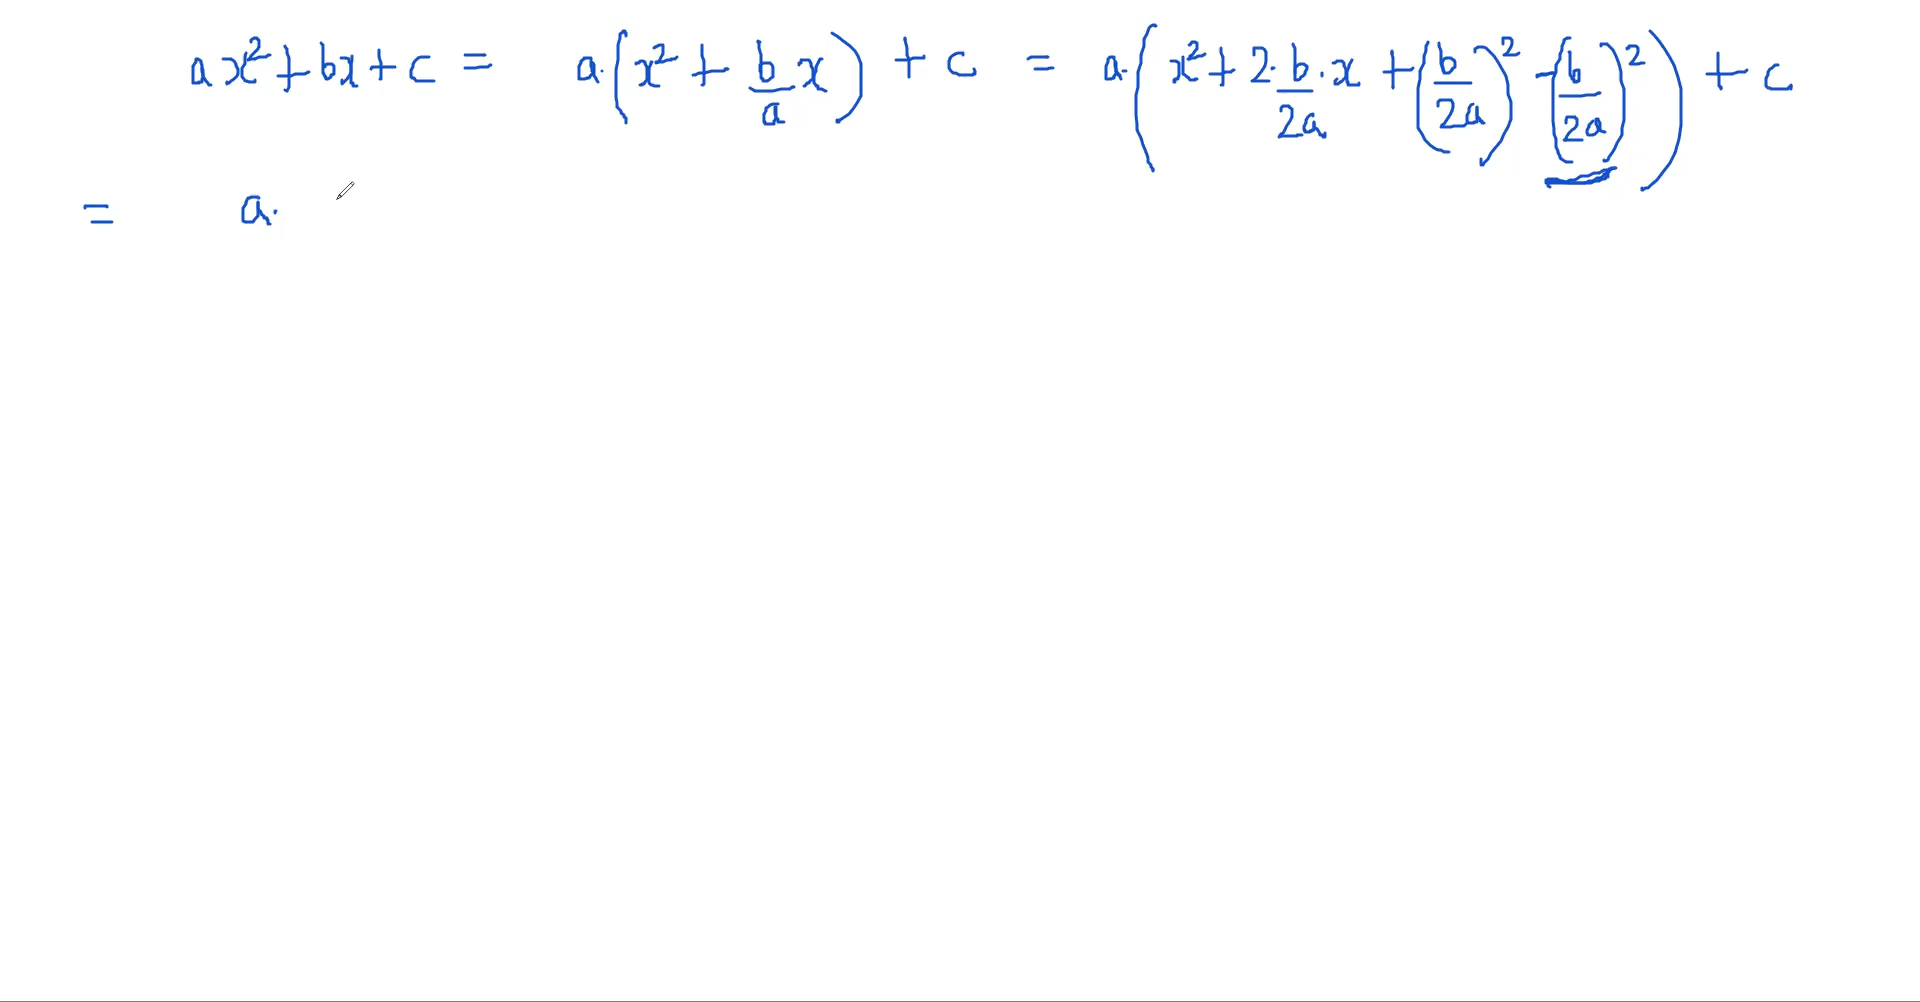 ax² + bx + c = a·(x² + b/a x) + c = a·(x² + 2·b/2a·x + (b/2a)² - (b/2a)²) + c
= a·